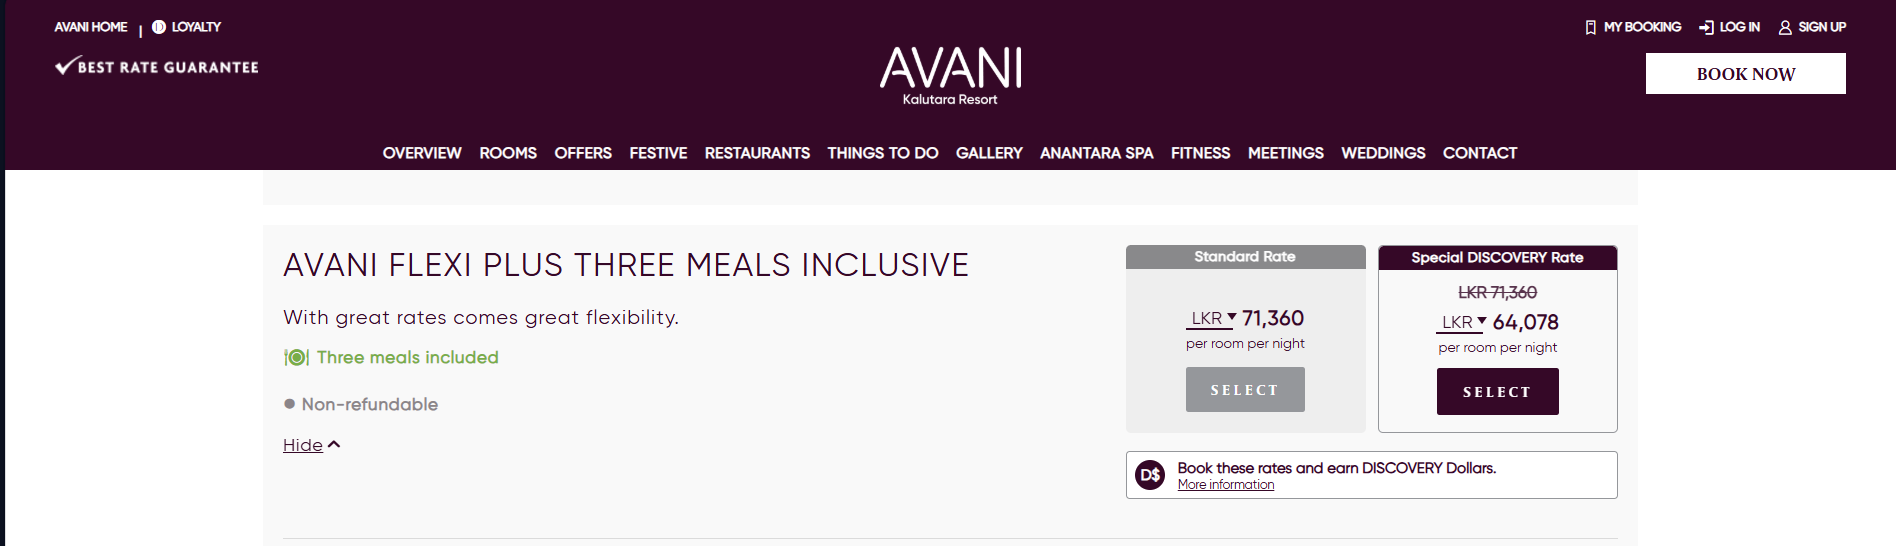 AVANI HOME | D LOYALTY
MY BOOKING LOG IN SIGN UP
BEST RATE GUARANTEE
AVANI
Kalutara Resort
BOOK NOW
OVERVIEW ROOMS OFFERS FESTIVE RESTAURANTS THINGS TO DO GALLERY ANANTARA SPA FITNESS MEETINGS WEDDINGS CONTACT
AVANI FLEXI PLUS THREE MEALS INCLUSIVE
With great rates comes great flexibility.
Three meals included
Non-refundable
Hide
Standard Rate
LKR 71,360
per room per night
SELECT
Special DISCOVERY Rate
LKR 71,360
LKR 64,078
per room per night
SELECT
D$ Book these rates and earn DISCOVERY Dollars.
More information